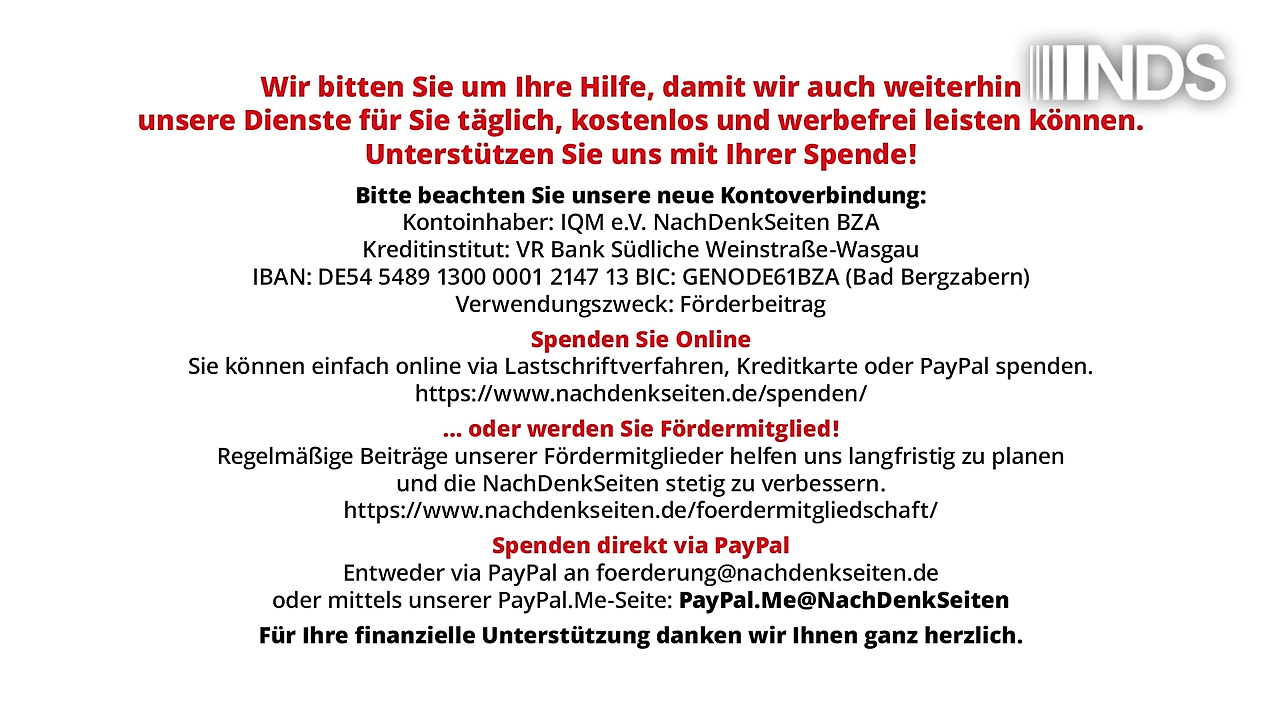 NDS
Wir bitten Sie um Ihre Hilfe, damit wir auch weiterhin
unsere Dienste für Sie täglich, kostenlos und werbefrei leisten können.
Unterstützen Sie uns mit Ihrer Spende!
Bitte beachten Sie unsere neue Kontoverbindung:
Kontoinhaber: IQM e.V. NachDenkSeiten BZA
Kreditinstitut: VR Bank Südliche Weinstraße-Wasgau
IBAN: DE54 5489 1300 0001 2147 13 BIC: GENODE61BZA (Bad Bergzabern)
Verwendungszweck: Förderbeitrag
Spenden Sie Online
Sie können einfach online via Lastschriftverfahren, Kreditkarte oder PayPal spenden.
https://www.nachdenkseiten.de/spenden/
... oder werden Sie Fördermitglied!
Regelmäßige Beiträge unserer Fördermitglieder helfen uns langfristig zu planen
und die NachDenkSeiten stetig zu verbessern.
https://www.nachdenkseiten.de/foerdermitgliedschaft/
Spenden direkt via PayPal
Entweder via PayPal an foerderung@nachdenkseiten.de
oder mittels unserer PayPal.Me-Seite: PayPal.Me@NachDenkSeiten
Für Ihre finanzielle Unterstützung danken wir Ihnen ganz herzlich.